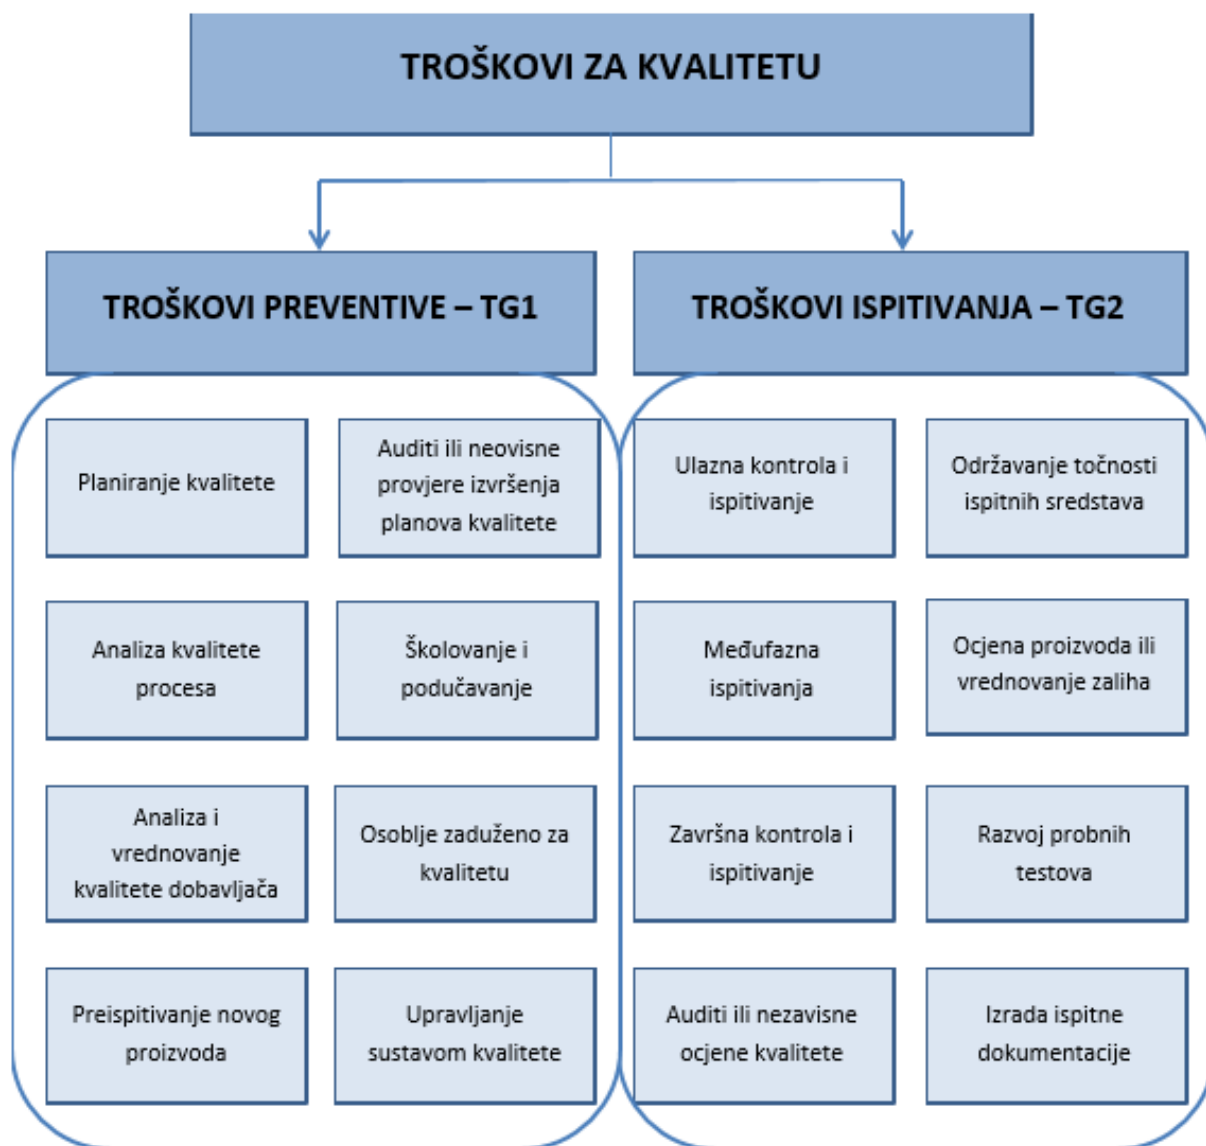 TROŠKOVI ZA KVALITETU
TROŠKOVI PREVENTIVE – TG1
TROŠKOVI ISPITIVANJA – TG2
Planiranje kvalitete
Auditi ili neovisne
provjere izvršenja
planova kvalitete
Ulazna kontrola i
ispitivanje
Održavanje točnosti
ispitnih sredstava
Analiza kvalitete
procesa
Školovanje i
podučavanje
Međufazna
ispitivanja
Ocjena proizvoda ili
vrednovanje zaliha
Analiza i
vrednovanje
kvalitete dobavljača
Osoblje zaduženo za
kvalitetu
Završna kontrola i
ispitivanje
Razvoj probnih
testova
Preispitivanje novog
proizvoda
Upravljanje
sustavom kvalitete
Auditi ili nezavisne
ocjene kvalitete
Izrada ispitne
dokumentacije